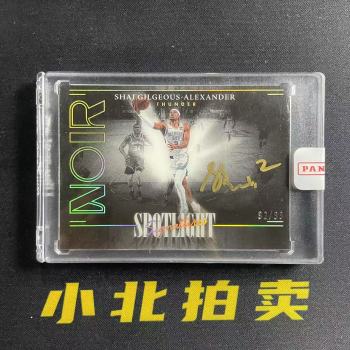 SHAI GILGEOUS-ALEXANDER
THUNDER
NOIR
PAN
SPOTLIGHT
小北拍卖